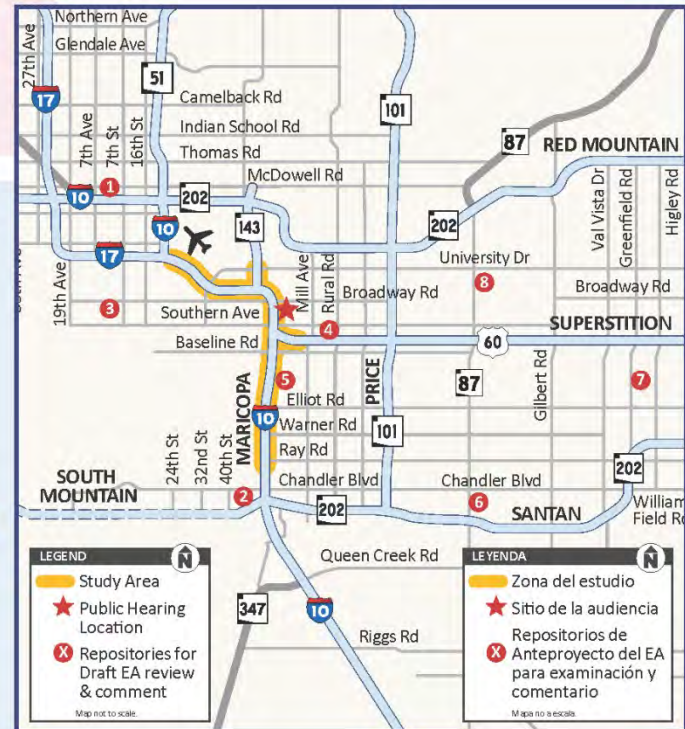 Northern Ave
Glendale Ave
27th Ave
17
51
Camelback Rd
101
Indian School Rd
7th Ave
7th St
16th St
Thomas Rd
87
RED MOUNTAIN
McDowell Rd
1
10
202
10
143
202
Val Vista Dr
Greenfield Rd
Higley Rd
17
University Dr
8
19th Ave
3
Mill Ave
Rural Rd
Broadway Rd
Broadway Rd
Southern Ave
4
SUPERSTITION
Baseline Rd
60
5
MARICOPA
PRICE
87
Gilbert Rd
7
Elliot Rd
10
Warner Rd
101
24th St
32nd St
40th St
Ray Rd
SOUTH
MOUNTAIN
Chandler Blvd
Chandler Blvd
202
2
202
6
SANTAN
William
Field Rd
Queen Creek Rd
347
10
Riggs Rd
LEGEND
N
Study Area
Public Hearing
Location
X
Repositories for
Draft EA review
& comment
Map not to scale.
LEYENDA
N
Zona del estudio
Sitio de la audiencia
X
Repositorios de
Anteproyecto del EA
para examinación y
comentario
Mapa no a escala.